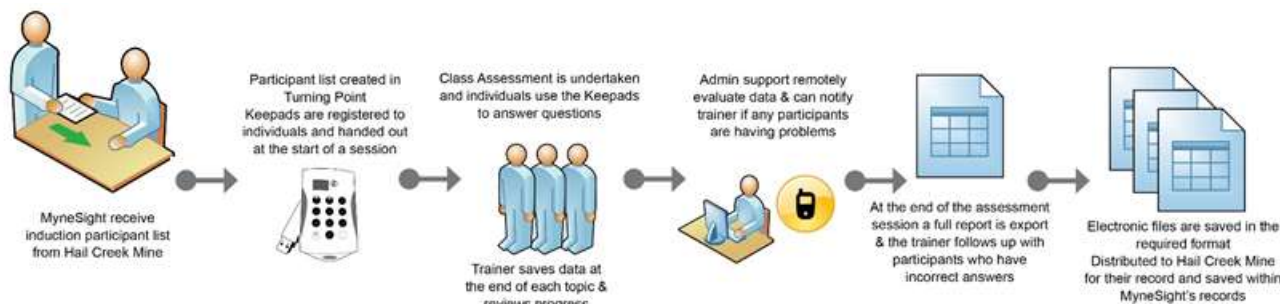 MyneSight receive
induction participant list
from Hail Creek Mine
Participant list created in
Turning Point
Keepads are registered to
individuals and handed out
at the start of a session
Class Assessment is undertaken
and individuals use the Keepads
to answer questions
Trainer saves data at
the end of each topic &
reviews progress
Admin support remotely
evaluate data & can notify
trainer if any participants
are having problems
At the end of the assessment
session a full report is export
& the trainer follows up with
participants who have
incorrect answers
Electronic files are saved in the
required format
Distributed to Hail Creek Mine
for their record and saved within
MyneSight's records